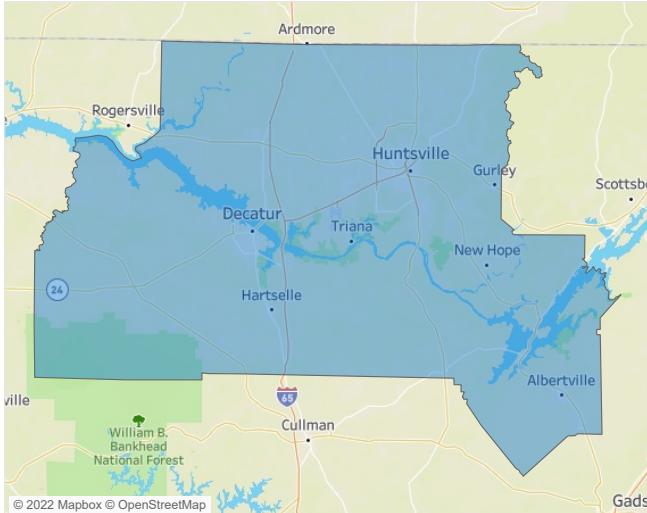 Ardmore
Rogersville
Huntsville
Gurley
Scottsb
Decatur
Triana
New Hope
24
Hartselle
Albertville
65
ville
Cullman
William B.
Bankhead
National Forest
© 2022 Mapbox © OpenStreetMap
Gads